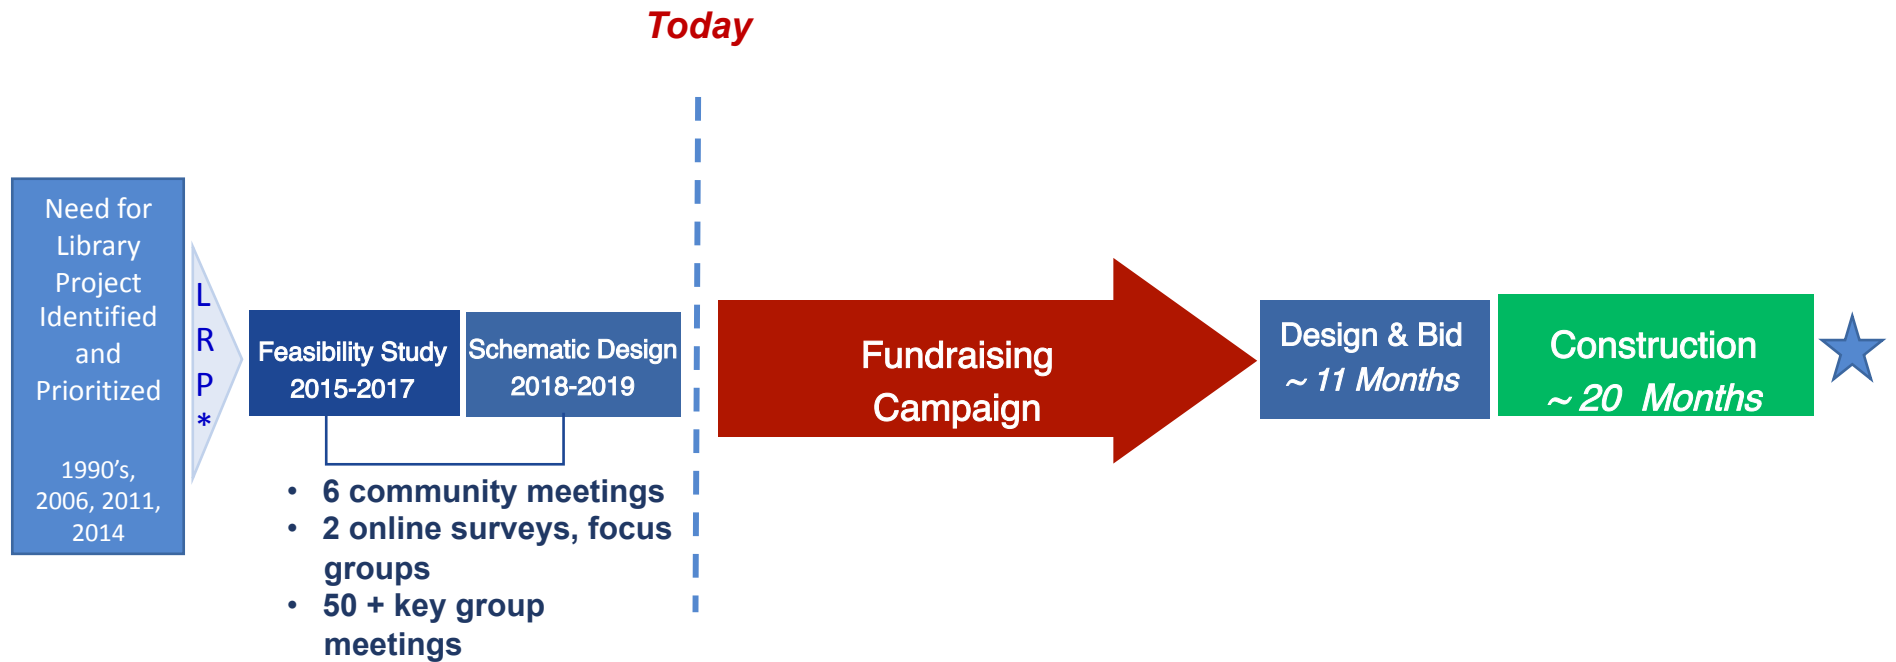 Today
Need for
Library
Project
Identified
and
Prioritized
1990's,
2006, 2011,
2014
L
R
P
*
Feasibility Study
2015-2017
Schematic Design
2018-2019
• 6 community meetings
• 2 online surveys, focus
groups
• 50 + key group
meetings
Fundraising
Campaign
Design & Bid
~ 11 Months
Construction
~ 20 Months